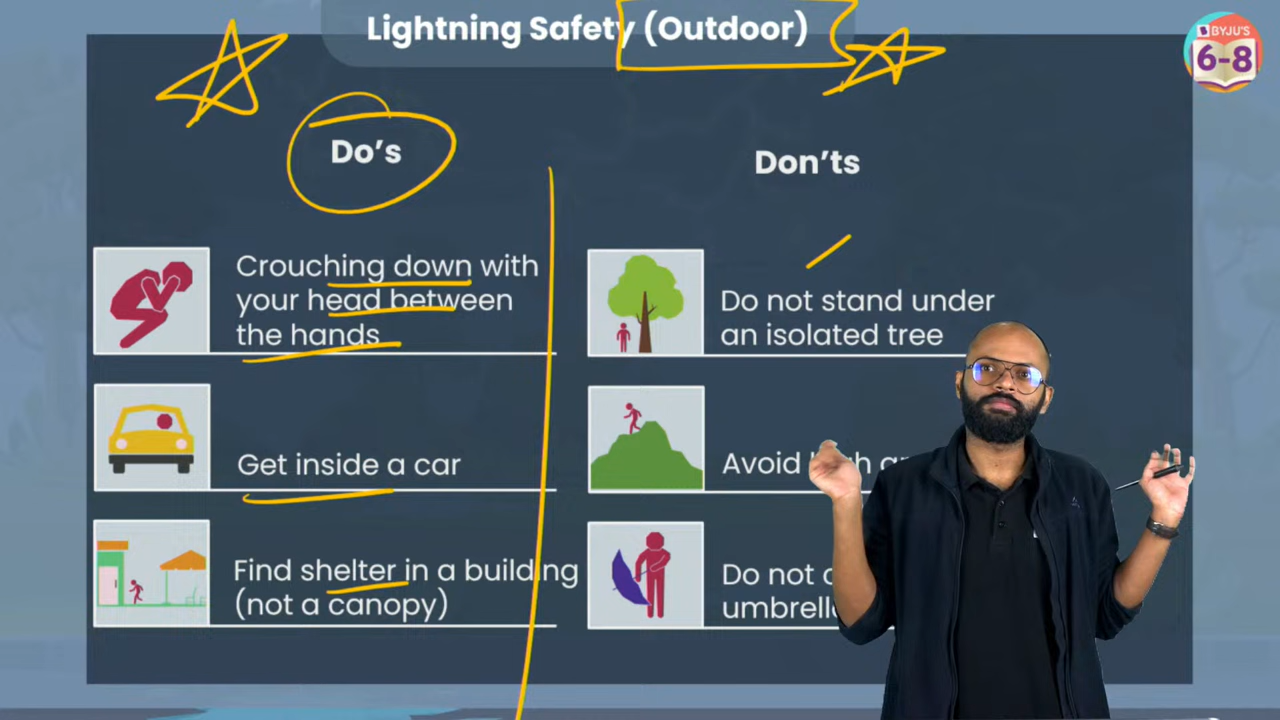 Lightning Safety (Outdoor)
BYJU'S
6-8
Do's
Don'ts
Crouching down with
your head between
the hands
Do not stand under
an isolated tree
Get inside a car
Avoid
Find shelter in a building
(not a canopy)
Do not